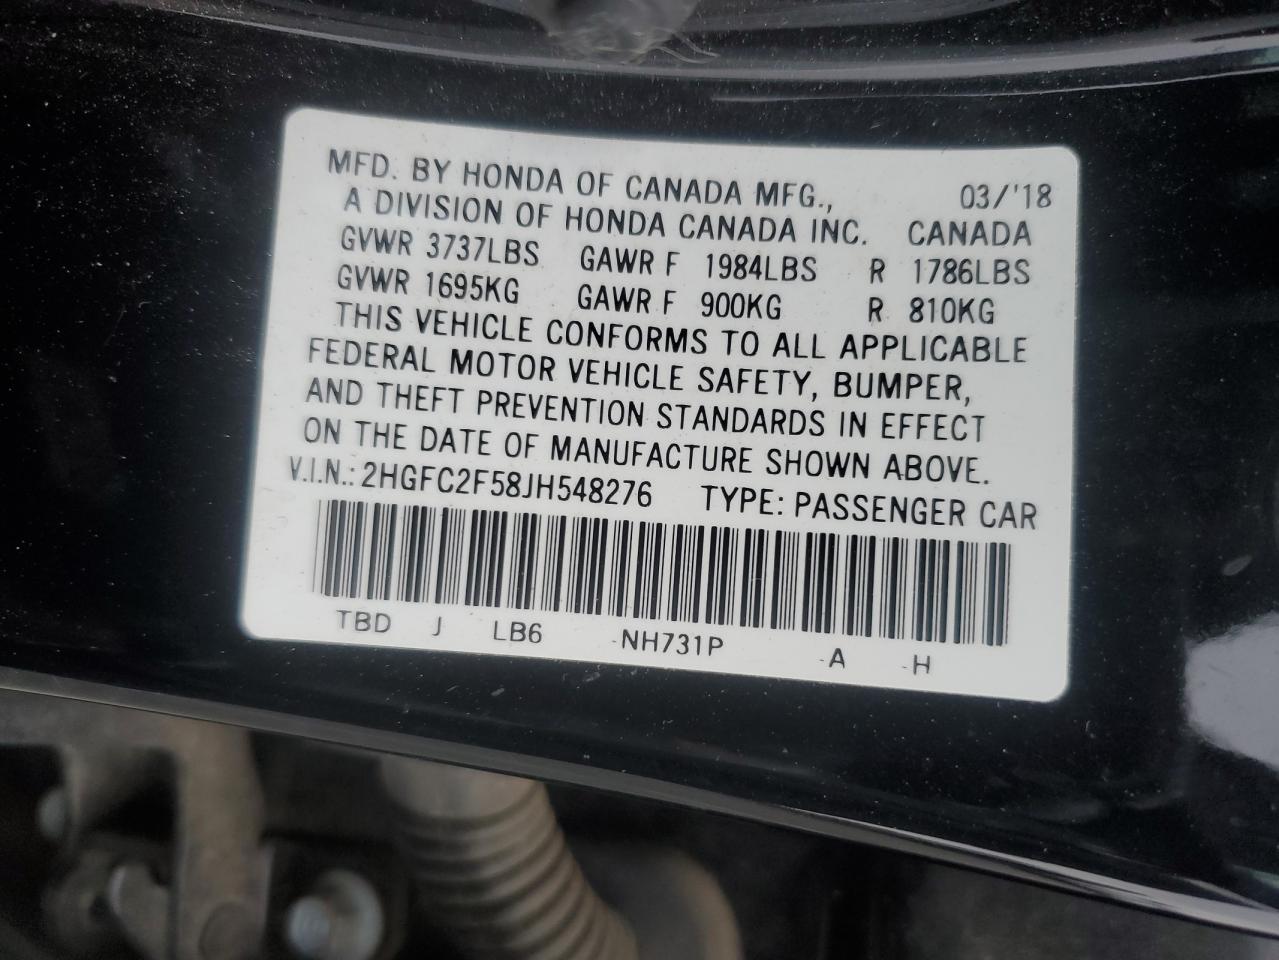 MFD. BY HONDA OF CANADA MFG., 03/'18
A DIVISION OF HONDA CANADA INC. CANADA
GVWR 3737LBS GAWR F 1984LBS R 1786LBS
GVWR 1695KG GAWR F 900KG R 810KG
THIS VEHICLE CONFORMS TO ALL APPLICABLE
FEDERAL MOTOR VEHICLE SAFETY, BUMPER,
AND THEFT PREVENTION STANDARDS IN EFFECT
ON THE DATE OF MANUFACTURE SHOWN ABOVE.
V.I.N.: 2HGFC2F58JH548276 TYPE: PASSENGER CAR
TBD J LB6 -NH731P -A -H